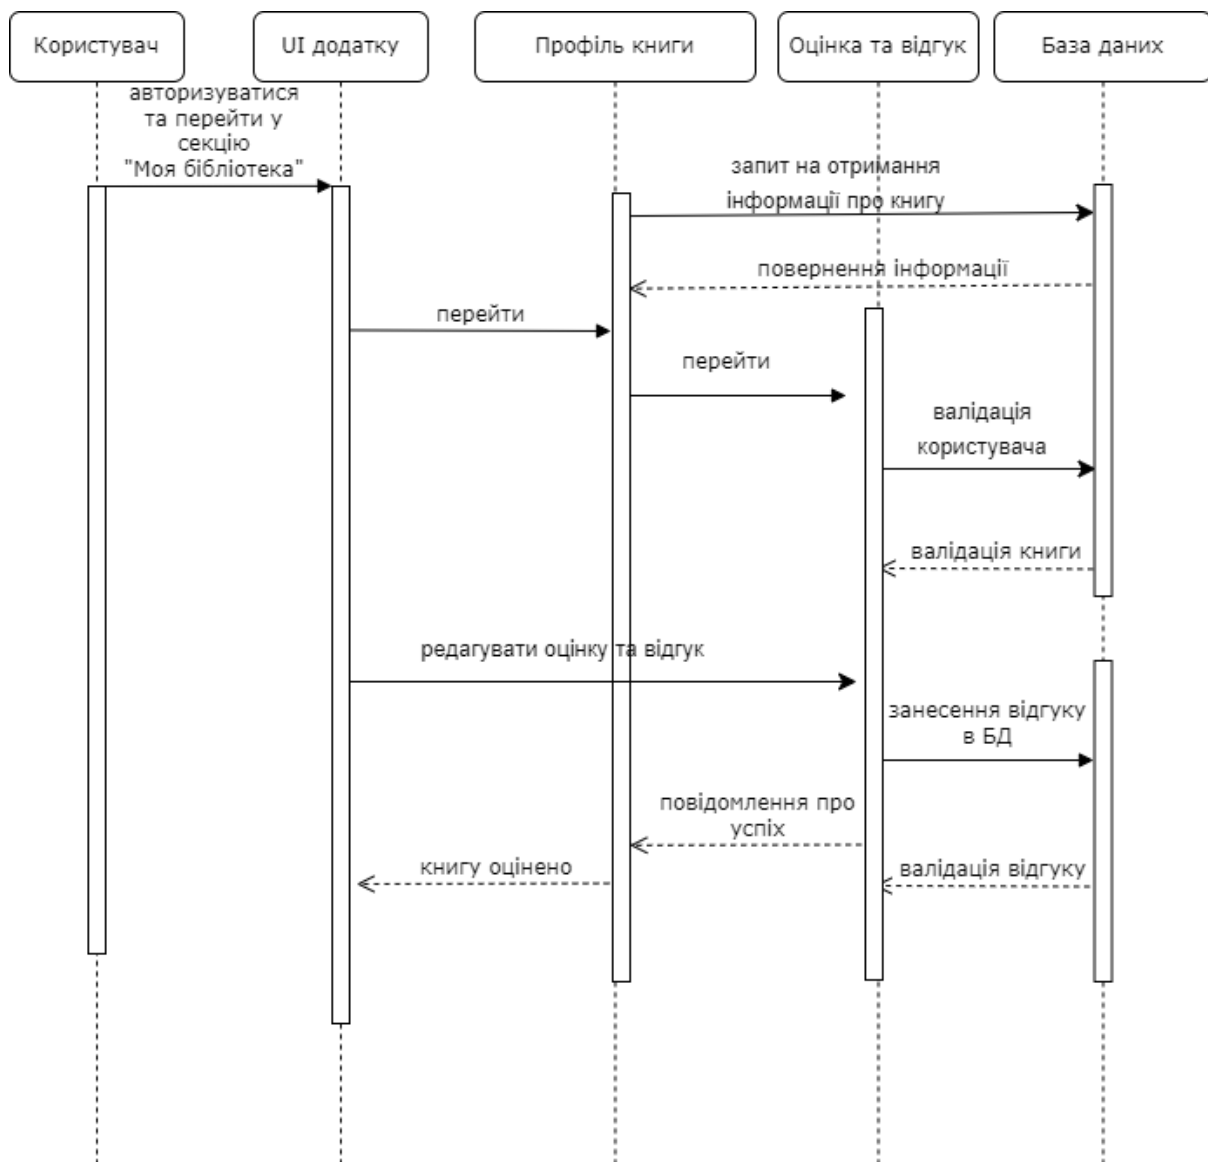 Користувач
UI додатку
Профіль книги
Оцінка та відгук
База даних
авторизуватися
та перейти у
секцію
"Моя бібліотека"
запит на отримання
інформації про книгу
повернення інформації
перейти
перейти
валідація
користувача
валідація книги
редагувати оцінку та відгук
занесення відгуку
в БД
повідомлення про
успіх
книгу оцінено
валідація відгуку